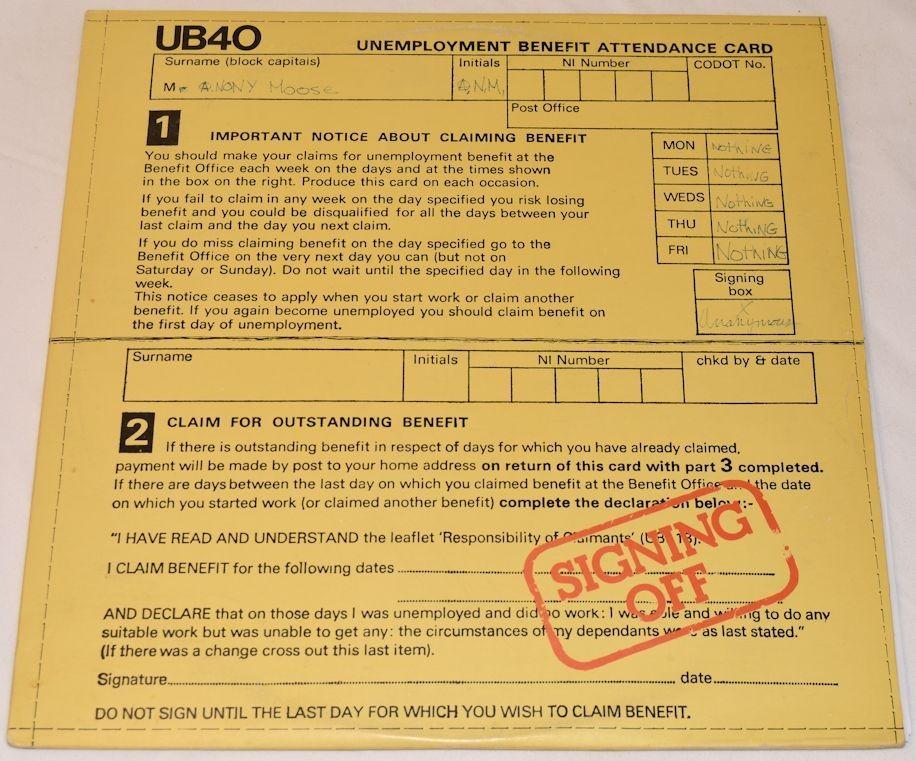 UB40
UNEMPLOYMENT BENEFIT ATTENDANCE CARD
Surname (block capitals) Initials NI Number CODOT No.
Mr A.NONY Moose A.N.M.
Post Office
1 IMPORTANT NOTICE ABOUT CLAIMING BENEFIT
You should make your claims for unemployment benefit at the
Benefit Office each week on the days and at the times shown
in the box on the right. Produce this card on each occasion.
If you fail to claim in any week on the day specified you risk losing
benefit and you could be disqualified for all the days between your
last claim and the day you next claim.
If you do miss claiming benefit on the day specified go to the
Benefit Office on the very next day you can (but not on
Saturday or Sunday). Do not wait until the specified day in the following
week.
This notice ceases to apply when you start work or claim another
benefit. If you again become unemployed you should claim benefit on
the first day of unemployment.
MON NotHiNG
TUES NotHiNG
WEDS NotHiNG
THU NotHiNG
FRI NotHiNG
Signing
box
x
Anonymous
Surname Initials NI Number chkd by & date
2 CLAIM FOR OUTSTANDING BENEFIT
If there is outstanding benefit in respect of days for which you have already claimed,
payment will be made by post to your home address on return of this card with part 3 completed.
If there are days between the last day on which you claimed benefit at the Benefit Office and the date
on which you started work (or claimed another benefit) complete the declaration below:-
"I HAVE READ AND UNDERSTAND the leaflet 'Responsibility of Claimants' (UBL 18).
I CLAIM BENEFIT for the following dates
AND DECLARE that on those days I was unemployed and did no work: I was able and willing to do any
suitable work but was unable to get any: the circumstances of my dependants were as last stated."
(If there was a change cross out this last item).
Signature date
DO NOT SIGN UNTIL THE LAST DAY FOR WHICH YOU WISH TO CLAIM BENEFIT.
SIGNING
OFF